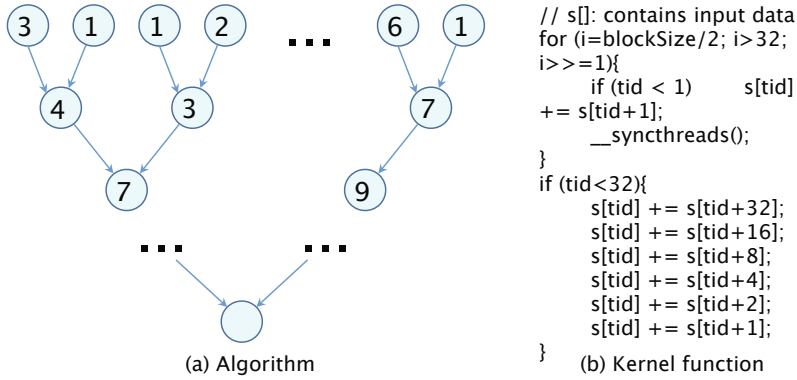 3 1 1 2 ... 6 1
4 3 7
7 9
... ...
(a) Algorithm
// s[]: contains input data
for (i=blockSize/2; i>32;
i>>=1){
if (tid < 1) s[tid]
+= s[tid+1];
__syncthreads();
}
if (tid<32){
s[tid] += s[tid+32];
s[tid] += s[tid+16];
s[tid] += s[tid+8];
s[tid] += s[tid+4];
s[tid] += s[tid+2];
s[tid] += s[tid+1];
}
(b) Kernel function